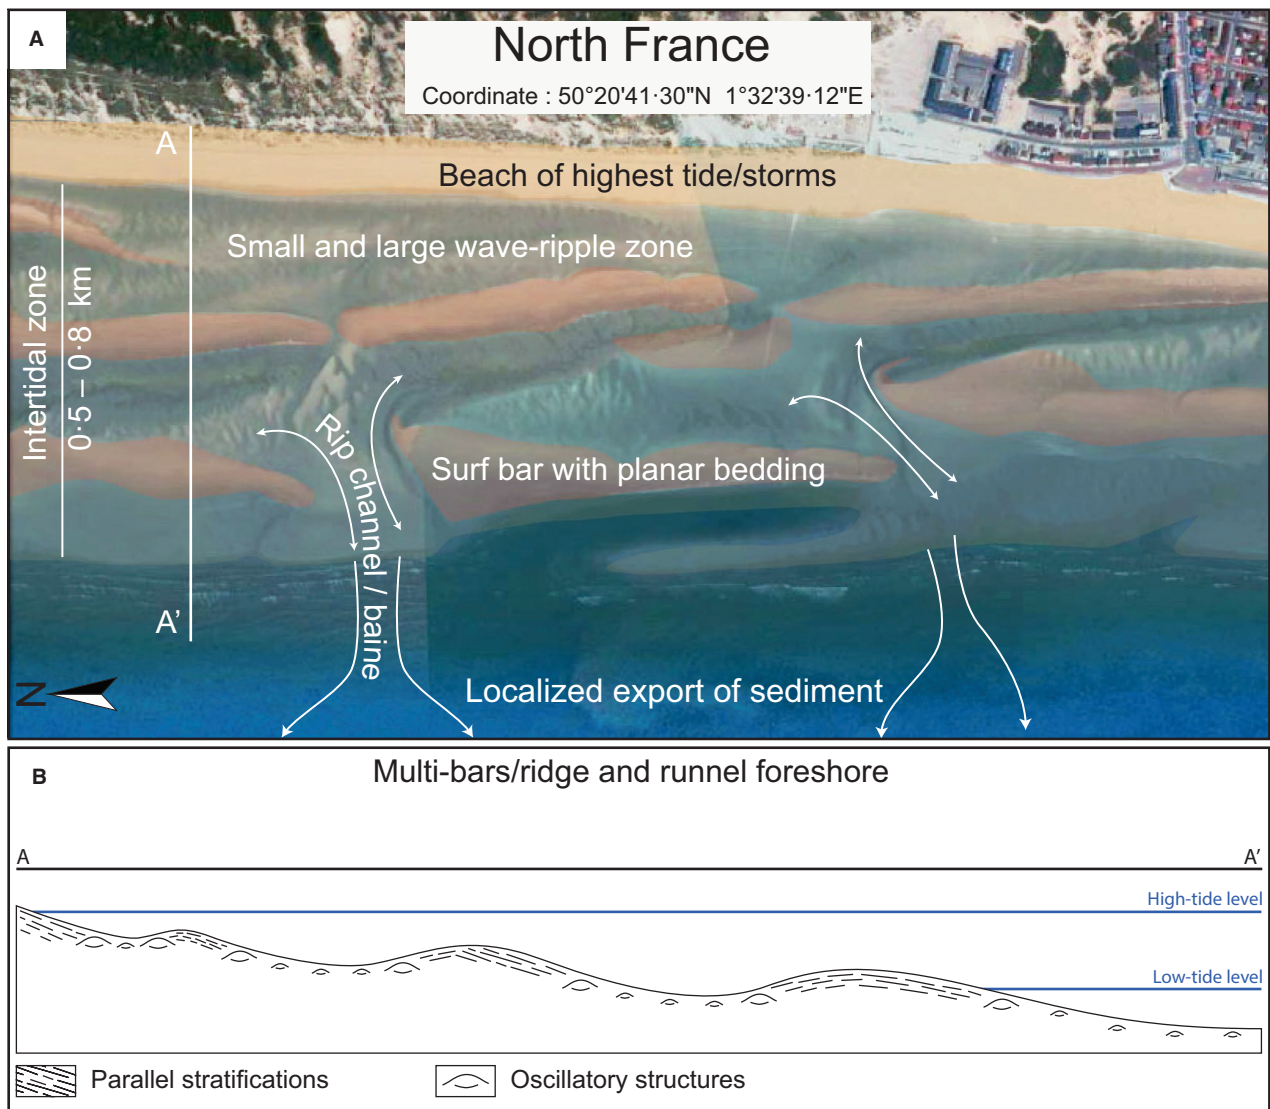 A
North France
Coordinate : 50°20'41·30"N 1°32'39·12"E
A
Beach of highest tide/storms
Small and large wave-ripple zone
Intertidal zone
0·5 – 0·8 km
Rip channel / baine
Surf bar with planar bedding
A'
N
Localized export of sediment
B
Multi-bars/ridge and runnel foreshore
A
A'
High-tide level
Low-tide level
Parallel stratifications
Oscillatory structures